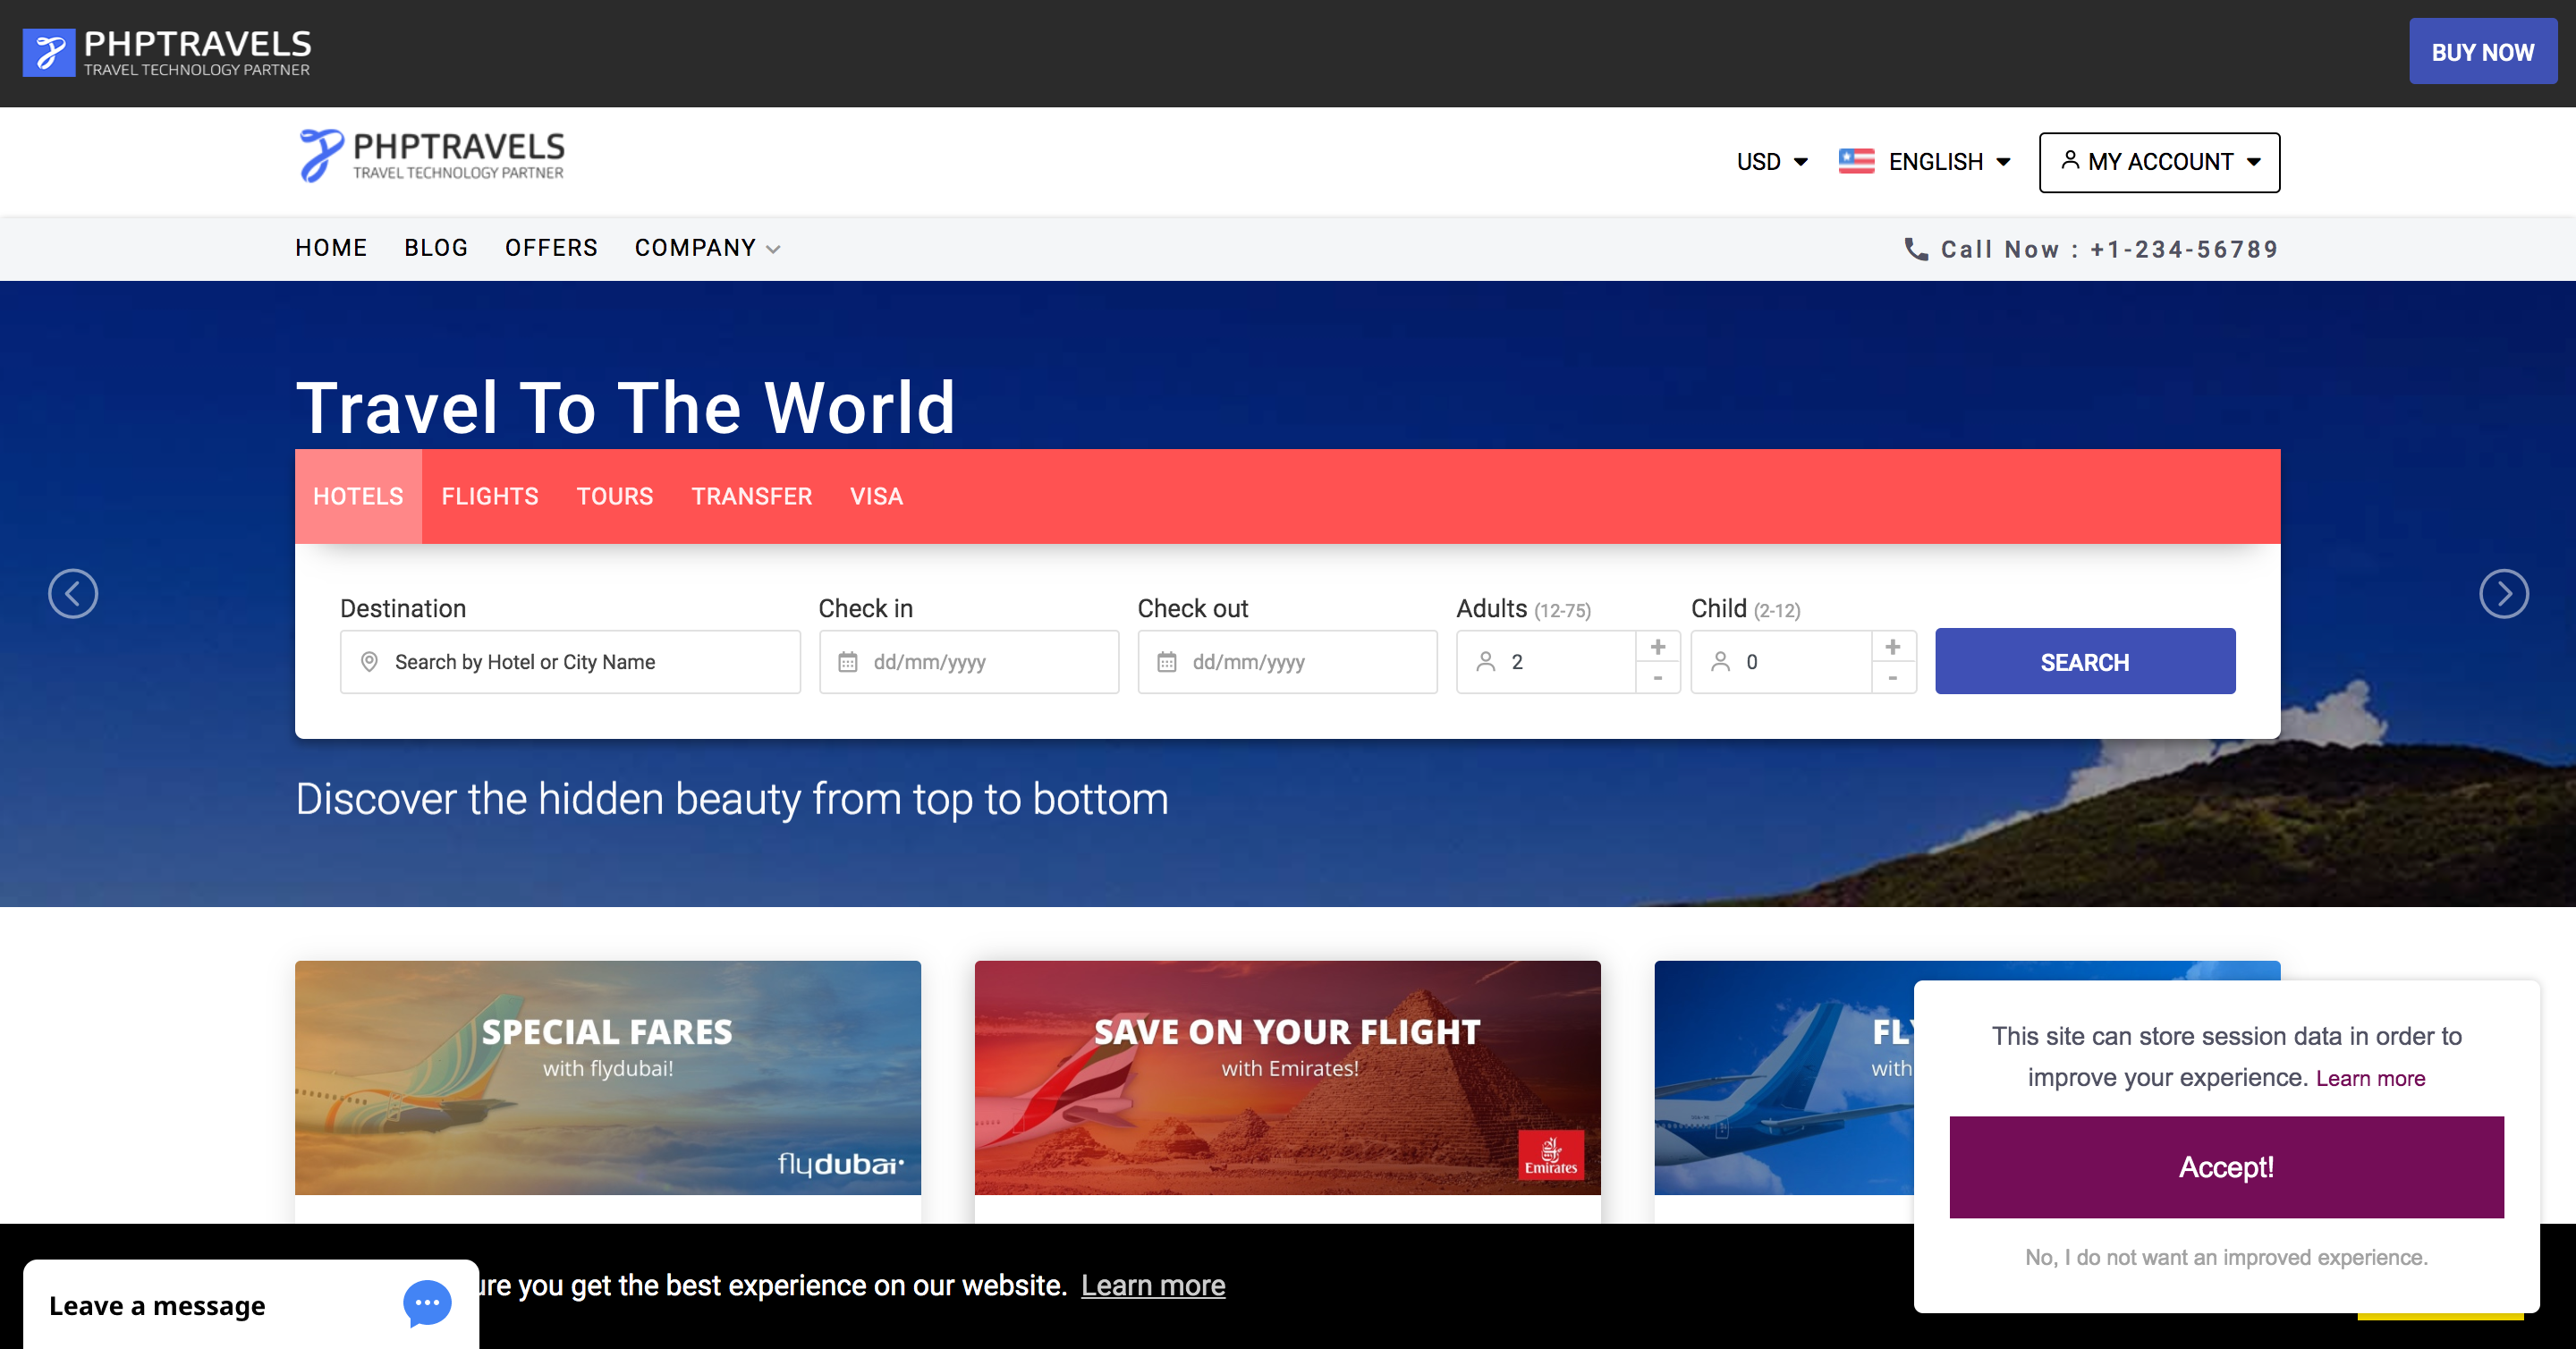 PHPTRAVELS
TRAVEL TECHNOLOGY PARTNER
BUY NOW
PHPTRAVELS
TRAVEL TECHNOLOGY PARTNER
USD
ENGLISH
MY ACCOUNT
HOME BLOG OFFERS COMPANY
Call Now : +1-234-56789
Travel To The World
HOTELS FLIGHTS TOURS TRANSFER VISA
Destination Check in Check out Adults (12-75) Child (2-12)
Search by Hotel or City Name dd/mm/yyyy dd/mm/yyyy 2 + - 0 + - SEARCH
Discover the hidden beauty from top to bottom
SPECIAL FARES
with flydubai!
flydubai
SAVE ON YOUR FLIGHT
with Emirates!
Emirates
with
This site can store session data in order to
improve your experience. Learn more
Accept!
No, I do not want an improved experience.
you get the best experience on our website. Learn more
Leave a message